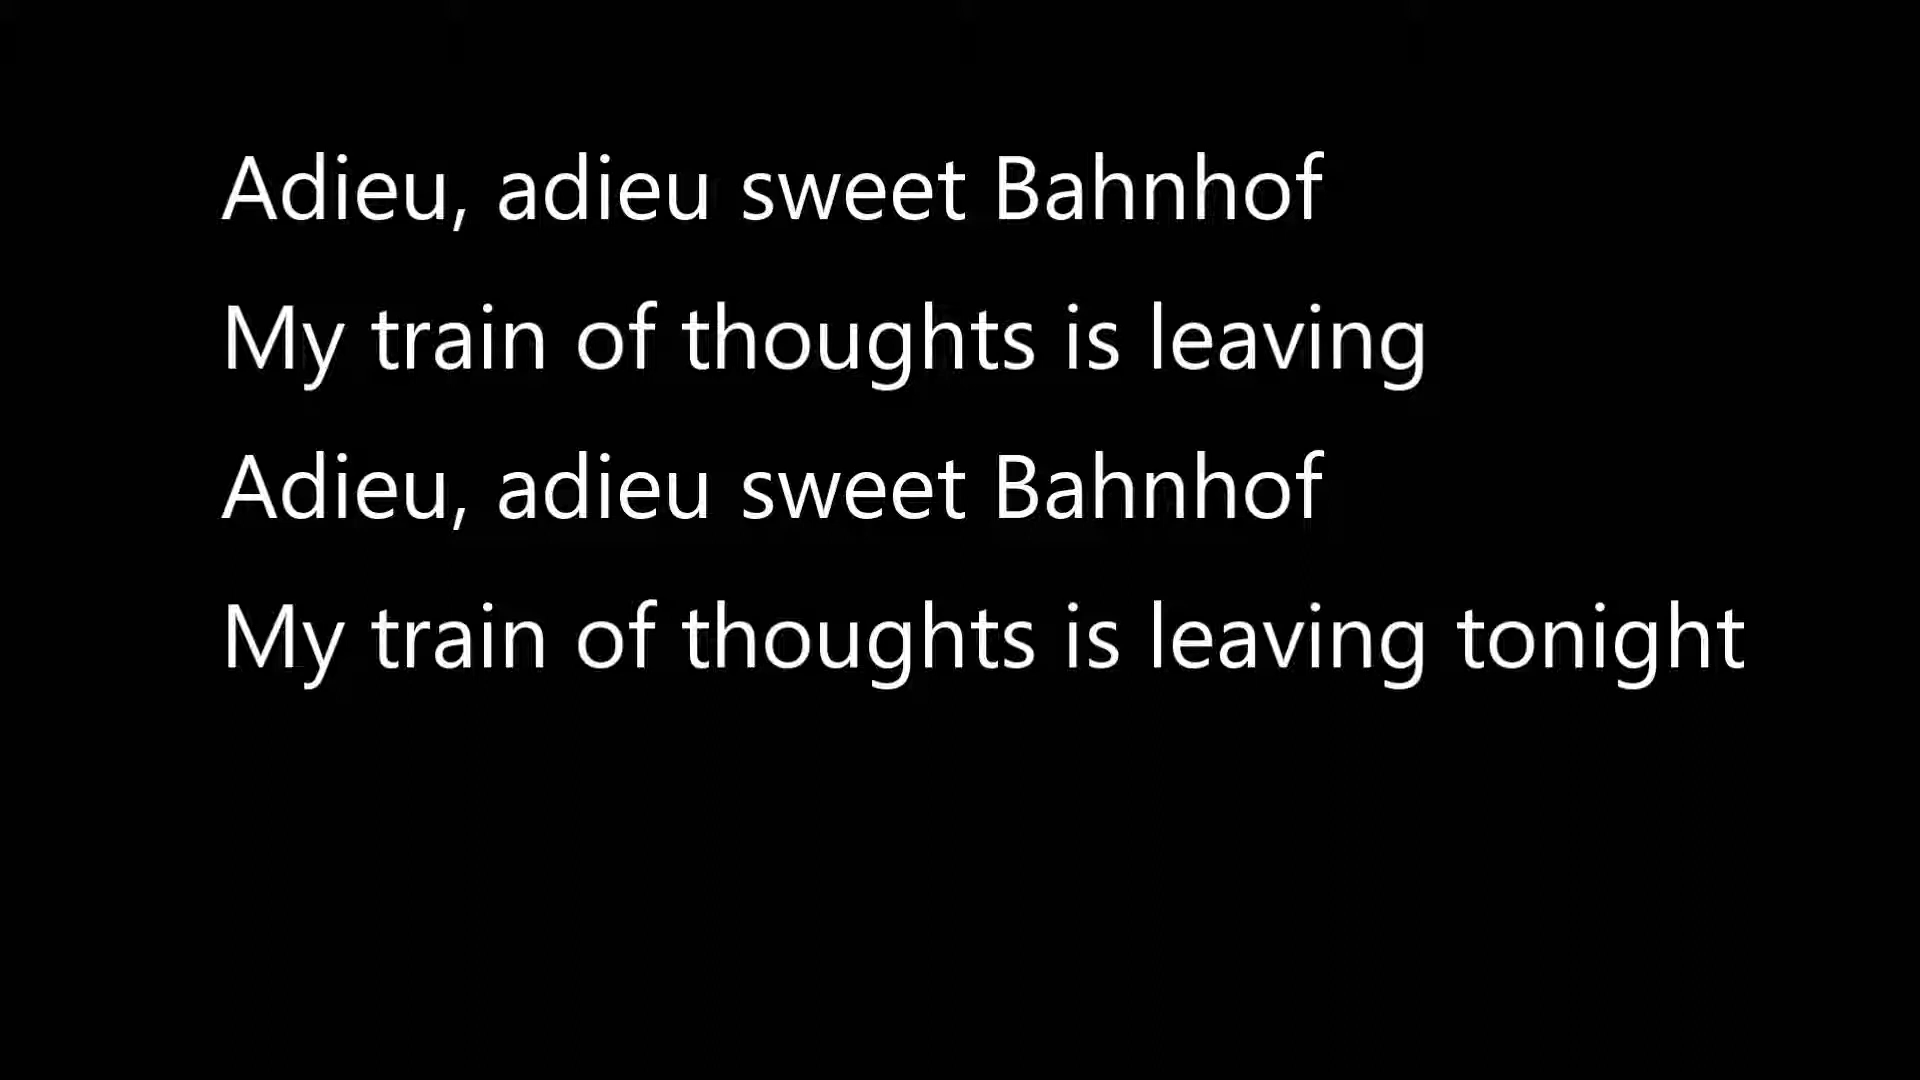 Adieu, adieu sweet Bahnhof
My train of thoughts is leaving
Adieu, adieu sweet Bahnhof
My train of thoughts is leaving tonight